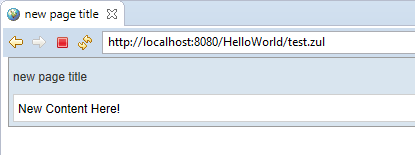 new page title
http://localhost:8080/HelloWorld/test.zul
new page title
New Content Here!